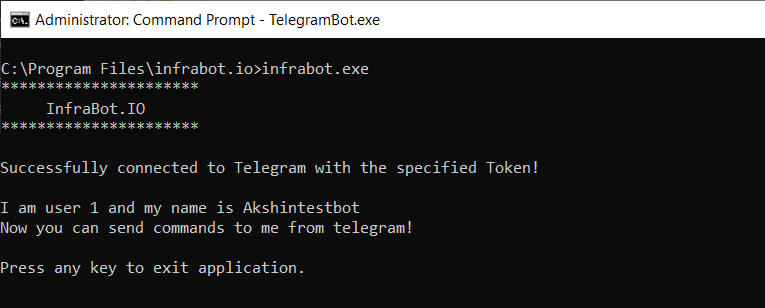 Administrator: Command Prompt - TelegramBot.exe
C:\Program Files\infrabot.io>infrabot.exe
**********************
InfraBot.IO
**********************
Successfully connected to Telegram with the specified Token!
I am user 1 and my name is Akshintestbot
Now you can send commands to me from telegram!
Press any key to exit application.